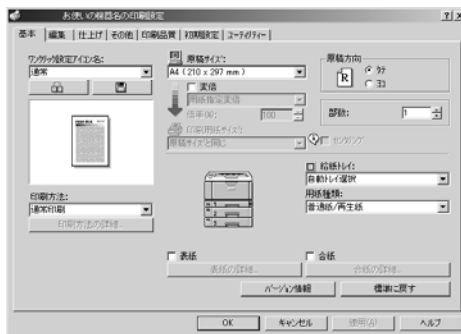 お使いの機器名の印刷設定
基本 編集 仕上げ その他 印刷品質 初期設定 ユーティリティー
ワンクリック設定アイコン名:
通常
印刷方法:
通常印刷
印刷方法の詳細...
原稿サイズ:
A4 (210 x 297 mm)
変倍
用紙指定変倍
倍率(%): 100
印刷用紙サイズ:
原稿サイズと同じ
センタリング
原稿方向
R
タテ
ヨコ
部数: 1
給紙トレイ:
自動トレイ選択
用紙種類:
普通紙/再生紙
表紙
表紙の詳細...
合紙
合紙の詳細...
バージョン情報 標準に戻す
OK キャンセル 適用(A) ヘルプ